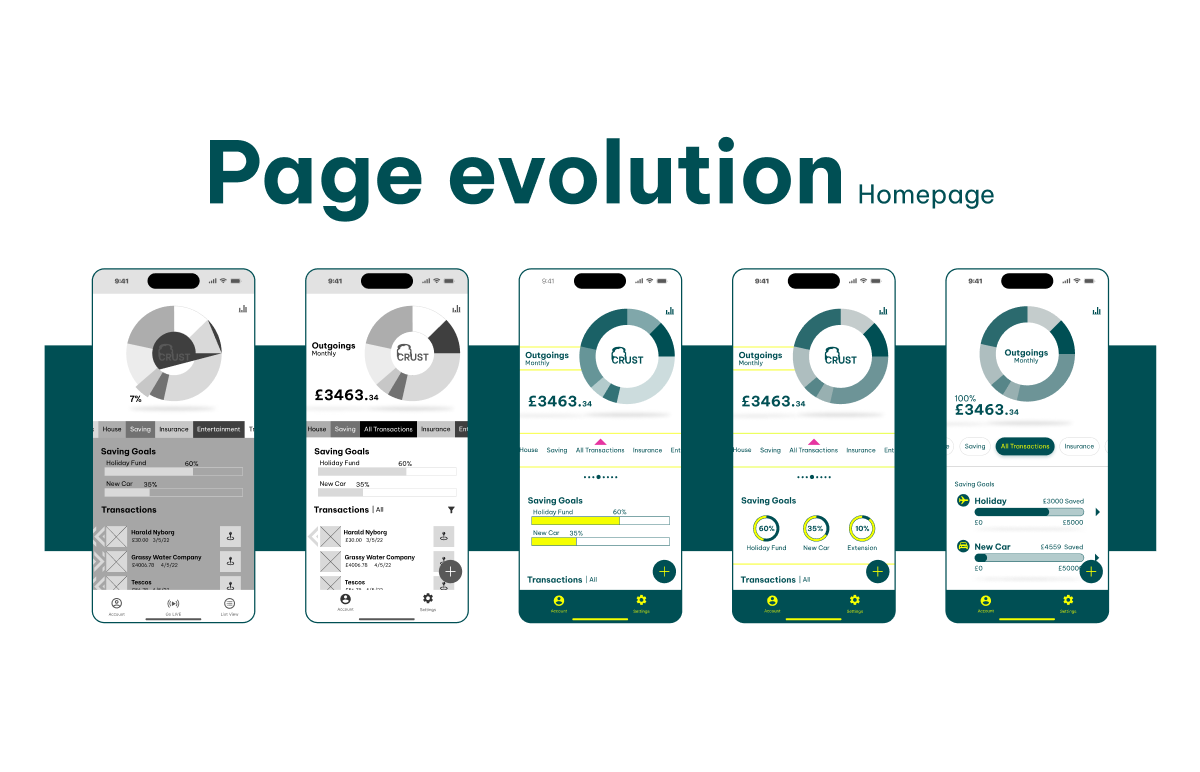 Page evolution Homepage
9:41
CRUST
7%
House Saving Insurance Entertainment
Saving Goals
Holiday Fund 60%
New Car 35%
Transactions
Harald Nyborg
£30.00 3/5/22
Grassy Water Company
£4006.78 4/5/22
Tescos
Account Go LIVE List View
9:41
Outgoings
Monthly
CRUST
£3463.34
House Saving All Transactions Insurance Ent
Saving Goals
Holiday Fund 60%
New Car 35%
Transactions | All
Harald Nyborg
£30.00 3/5/22
Grassy Water Company
£4006.78 4/5/22
Tescos
Account Settings
9:41
Outgoings
Monthly
CRUST
£3463.34
House Saving All Transactions Insurance Ent
Saving Goals
Holiday Fund 60%
New Car 35%
Transactions | All
Account Settings
9:41
Outgoings
Monthly
CRUST
£3463.34
House Saving All Transactions Insurance Ent
Saving Goals
60% 35% 10%
Holiday Fund New Car Extension
Transactions | All
Account Settings
9:41
Outgoings
Monthly
100%
£3463.34
e Saving All Transactions Insurance
Saving Goals
Holiday £3000 Saved
£0 £5000
New Car £4559 Saved
£0 £5000
Account Settings